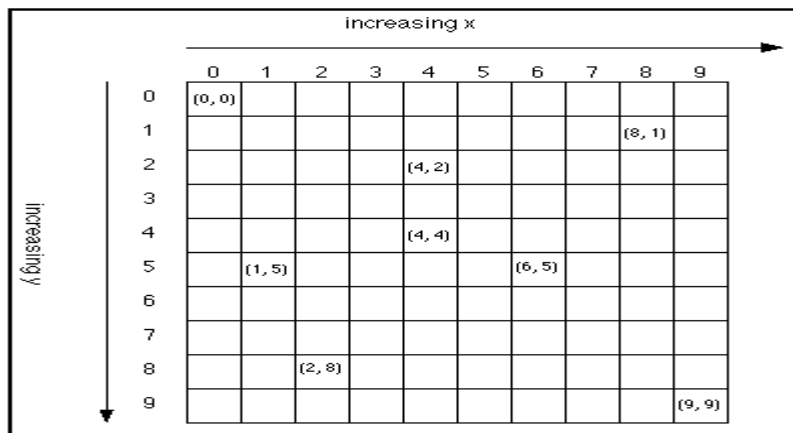 increasing x
0 1 2 3 4 5 6 7 8 9
0 (0, 0)
1 (8, 1)
2 (4, 2)
3
4 (4, 4)
5 (1, 5) (6, 5)
6
7
8 (2, 8)
9 (9, 9)
increasing y